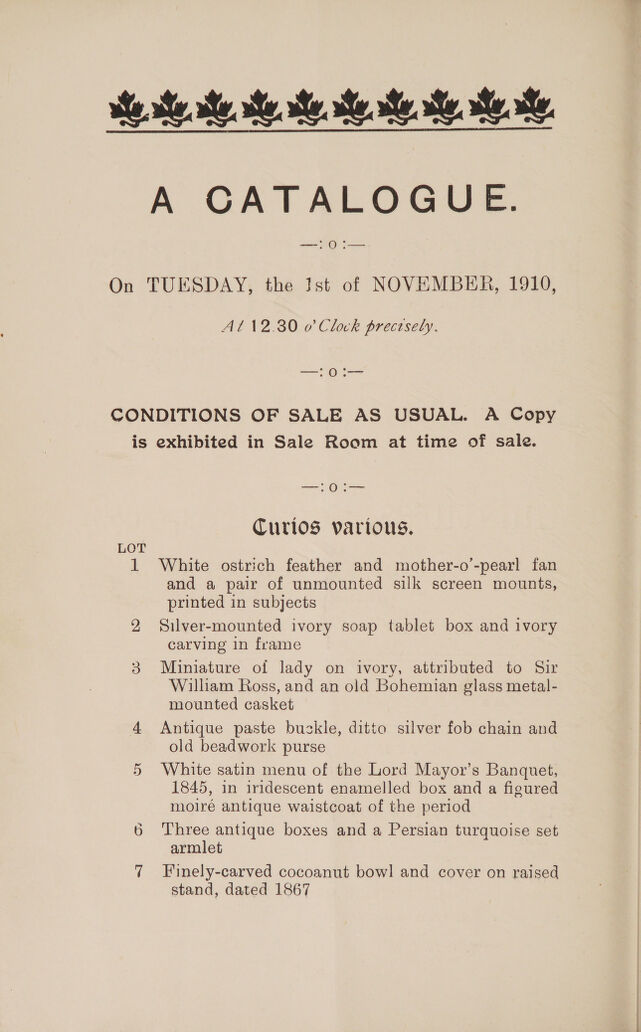 A CATALOGUE.
—: o :—
On TUESDAY, the 1st of NOVEMBER, 1910,
At 12.30 o'Clock precisely.
—: o :—
CONDITIONS OF SALE AS USUAL. A Copy
is exhibited in Sale Room at time of sale.
—: o :—
Curios various.
LOT
1 White ostrich feather and mother-o'-pearl fan
and a pair of unmounted silk screen mounts,
printed in subjects
2 Silver-mounted ivory soap tablet box and ivory
carving in frame
3 Miniature of lady on ivory, attributed to Sir
William Ross, and an old Bohemian glass metal-
mounted casket
4 Antique paste buckle, ditto silver fob chain and
old beadwork purse
5 White satin menu of the Lord Mayor's Banquet,
1845, in iridescent enamelled box and a figured
moiré antique waistcoat of the period
6 Three antique boxes and a Persian turquoise set
armlet
7 Finely-carved cocoanut bowl and cover on raised
stand, dated 1867